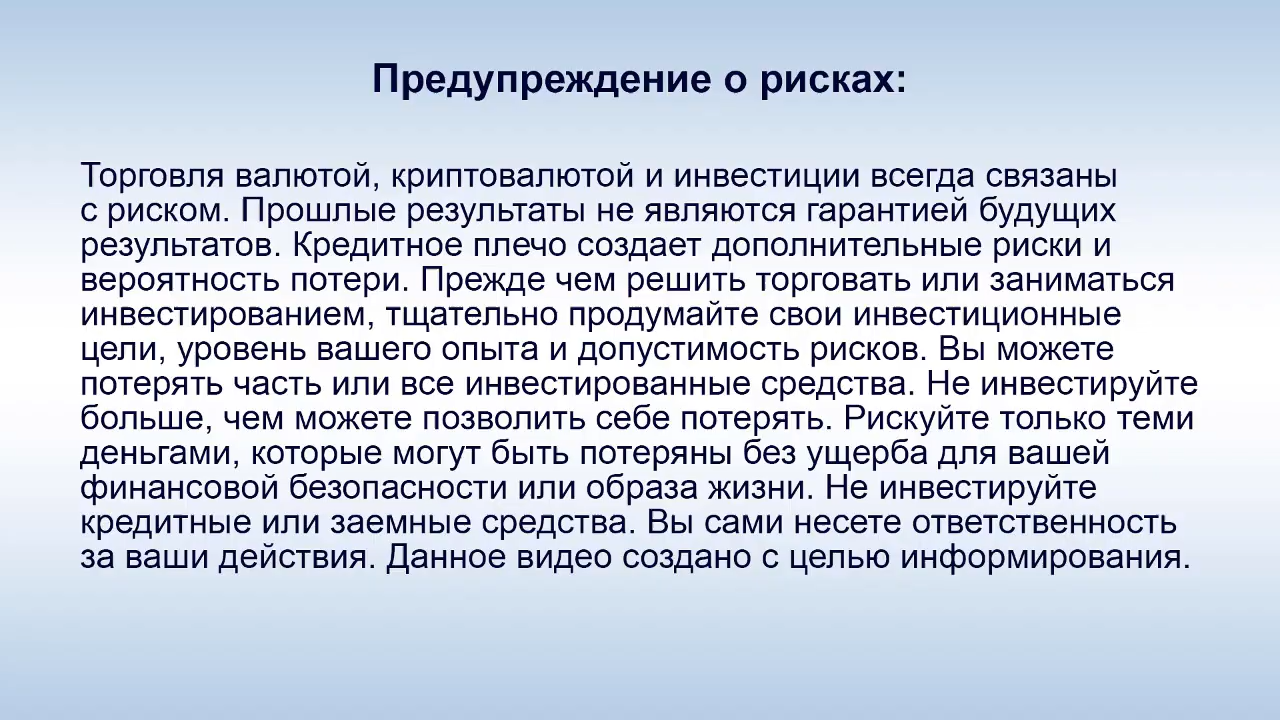 Предупреждение о рисках:
Торговля валютой, криптовалютой и инвестиции всегда связаны
с риском. Прошлые результаты не являются гарантией будущих
результатов. Кредитное плечо создает дополнительные риски и
вероятность потери. Прежде чем решить торговать или заниматься
инвестированием, тщательно продумайте свои инвестиционные
цели, уровень вашего опыта и допустимость рисков. Вы можете
потерять часть или все инвестированные средства. Не инвестируйте
больше, чем можете позволить себе потерять. Рискуйте только теми
деньгами, которые могут быть потеряны без ущерба для вашей
финансовой безопасности или образа жизни. Не инвестируйте
кредитные или заемные средства. Вы сами несете ответственность
за ваши действия. Данное видео создано с целью информирования.